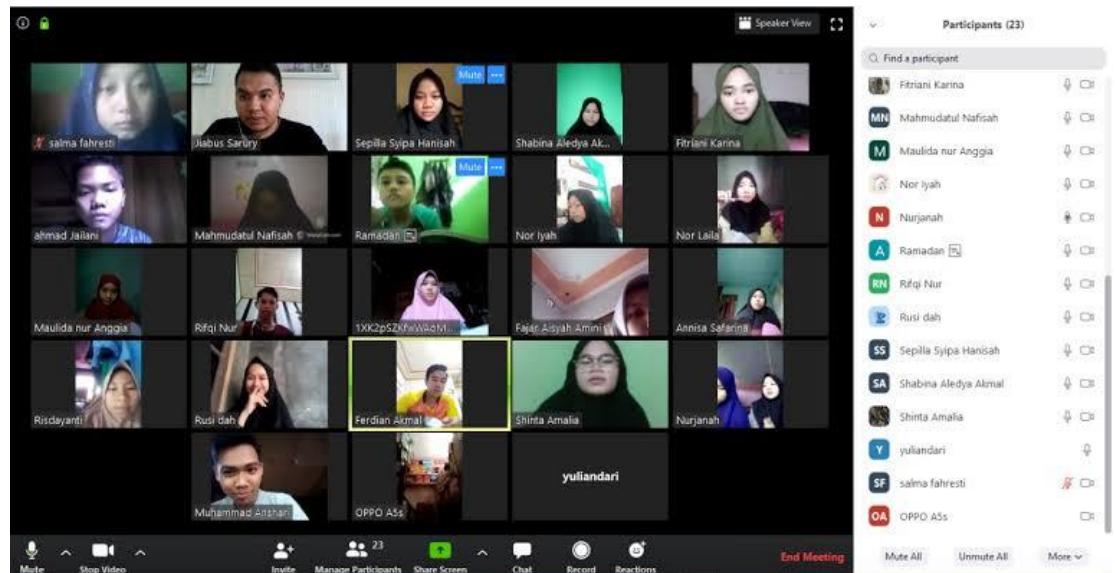 Speaker View
Mute
salma fahresti
Jiabus Sarury
Sepilla Syipa Hanisah
Shabina Aledya Ak...
Fitriani Karina
Mute
ahmad Jailani
Mahmudatul Nafisah
Ramadan
Nor Iyah
Nor Laila
Maulida nur Anggia
Rifqi Nur
Fajar Aisyah Amini
Annisa Safarina
Risdayanti
Rusi dah
Ferdian Akmal
Shinta Amalia
Nurjanah
Muhammad Anshari
OPPO A5s
yuliandari
Mute
Stop Video
Invite
Manage Participants
23
Share Screen
Chat
Record
Reactions
End Meeting
Participants (23)
Find a participant
Fitriani Karina
MN Mahmudatul Nafisah
M Maulida nur Anggia
Nor Iyah
N Nurjanah
A Ramadan
RN Rifqi Nur
Rusi dah
SS Sepilla Syipa Hanisah
SA Shabina Aledya Akmal
Shinta Amalia
Y yuliandari
SF salma fahresti
OA OPPO A5s
Mute All
Unmute All
More